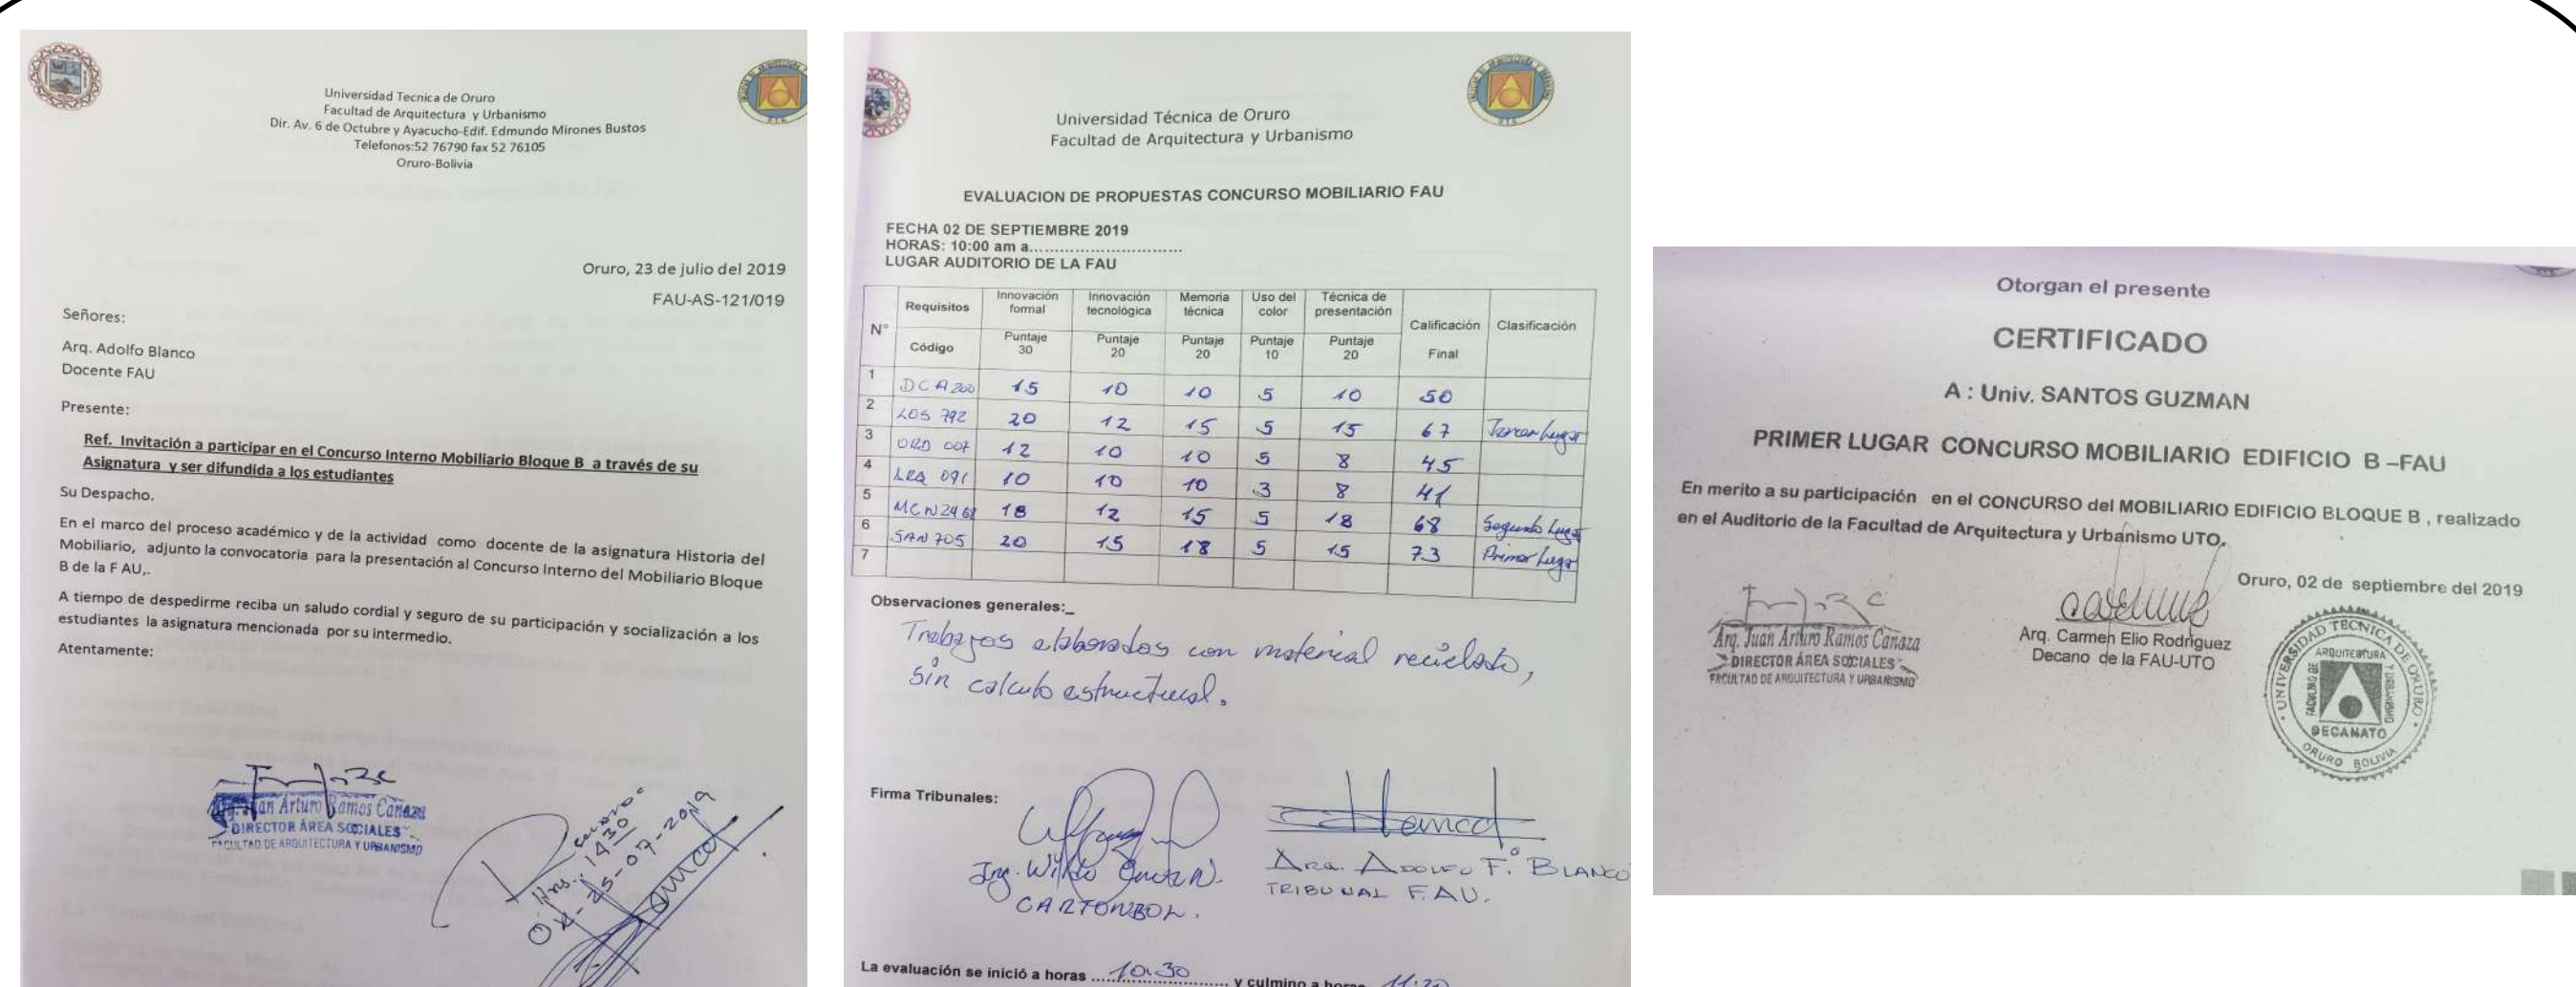 Universidad Tecnica de Oruro
Facultad de Arquitectura y Urbanismo
Dir. Av. 6 de Octubre y Ayacucho-Edif. Edmundo Mirones Bustos
Telefonos:52 76790 fax 52 76105
Oruro-Bolivia
Oruro, 23 de julio del 2019
FAU-AS-121/019
Señores:
Arq. Adolfo Blanco
Docente FAU
Presente:
Ref. Invitación a participar en el Concurso Interno Mobiliario Bloque B a través de su
Asignatura y ser difundida a los estudiantes
Su Despacho.
En el marco del proceso académico y de la actividad como docente de la asignatura Historia del
Mobiliario, adjunto la convocatoria para la presentación al Concurso Interno del Mobiliario Bloque
B de la F AU,.
A tiempo de despedirme reciba un saludo cordial y seguro de su participación y socialización a los
estudiantes la asignatura mencionada por su intermedio.
Atentamente:
Arturo Ramos Canaza
DIRECTOR ÁREA SOCIALES
FACULTAD DE ARQUITECTURA Y URBANISMO
Hrs. 1430
25-07-2019
Universidad Técnica de Oruro
Facultad de Arquitectura y Urbanismo
EVALUACION DE PROPUESTAS CONCURSO MOBILIARIO FAU
FECHA 02 DE SEPTIEMBRE 2019
HORAS: 10:00 am a..............................
LUGAR AUDITORIO DE LA FAU
N° Requisitos Innovación formal Innovación tecnológica Memoria técnica Uso del color Técnica de presentación Calificación Final Clasificación
Código Puntaje 30 Puntaje 20 Puntaje 20 Puntaje 10 Puntaje 20
1 DCA200 15 10 10 5 10 50
2 LOS 792 20 12 15 5 15 67 Tercer Lugar
3 ORD 007 12 10 10 5 8 45
4 LRQ 091 10 10 10 3 8 41
5 MCN2462 18 12 15 5 18 68 Segundo Lugar
6 SAN 705 20 15 18 5 15 73 Primer Lugar
7
Observaciones generales:_
Trabajos elaborados con material reciclado,
sin calculo estructural.
Firma Tribunales:
Ing. CARTONBOL.
Arq. ADOLFO F. BLANCO
TRIBUNAL F.A.U.
La evaluación se inició a horas ....10:30.................... y culmino a horas
Otorgan el presente
CERTIFICADO
A : Univ. SANTOS GUZMAN
PRIMER LUGAR CONCURSO MOBILIARIO EDIFICIO B –FAU
En merito a su participación en el CONCURSO del MOBILIARIO EDIFICIO BLOQUE B , realizado
en el Auditorio de la Facultad de Arquitectura y Urbanismo UTO.
Oruro, 02 de septiembre del 2019
Arq. Juan Arturo Ramos Canaza
DIRECTOR ÁREA SOCIALES
FACULTAD DE ARQUITECTURA Y URBANISMO
Arq. Carmen Elio Rodriguez
Decano de la FAU-UTO
UNIVERSIDAD TECNICA DE ORURO
FACULTAD DE ARQUITECTURA URBANISMO
DECANATO
ORURO BOLIVIA